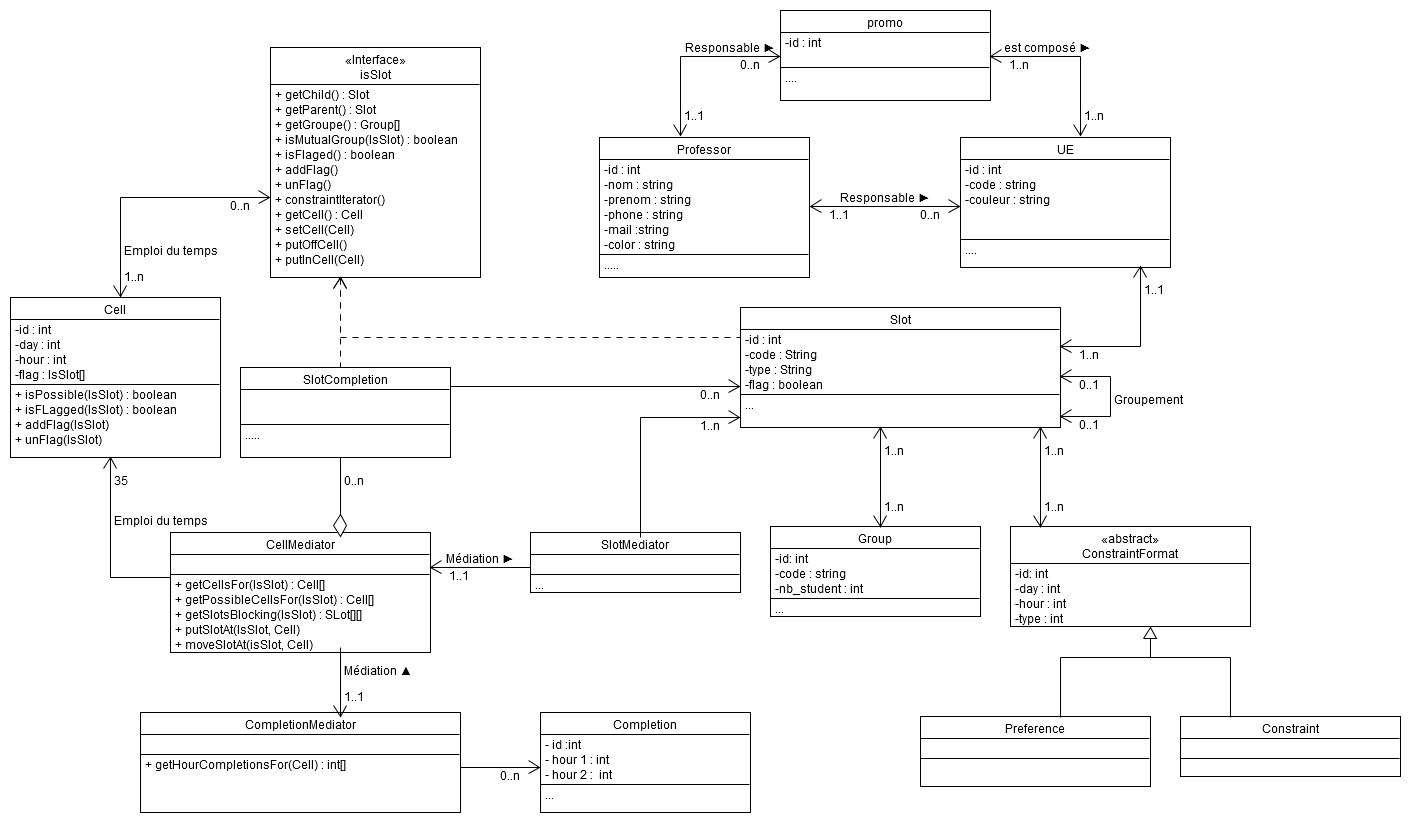 promo
-id : int
....
Responsable ►
0..n
1..1
est composé ►
1..n
1..n
«Interface»
isSlot
+ getChild() : Slot
+ getParent() : Slot
+ getGroupe() : Group[]
+ isMutualGroup(IsSlot) : boolean
+ isFlaged() : boolean
+ addFlag()
+ unFlag()
+ constraintIterator()
+ getCell() : Cell
+ setCell(Cell)
+ putOffCell()
+ putInCell(Cell)
Professor
-id : int
-nom : string
-prenom : string
-phone : string
-mail :string
-color : string
.....
Responsable ►
1..1
0..n
UE
-id : int
-code : string
-couleur : string
....
0..n
Emploi du temps
1..n
1..1
1..n
Cell
-id : int
-day : int
-hour : int
-flag : IsSlot[]
+ isPossible(IsSlot) : boolean
+ isFLagged(IsSlot) : boolean
+ addFlag(IsSlot)
+ unFlag(IsSlot)
Slot
-id : int
-code : String
-type : String
-flag : boolean
...
0..1
Groupement
0..1
SlotCompletion
.....
0..n
1..n
35
Emploi du temps
0..n
1..n
1..n
1..n
1..n
CellMediator
+ getCellsFor(IsSlot) : Cell[]
+ getPossibleCellsFor(IsSlot) : Cell[]
+ getSlotsBlocking(IsSlot) : SLot[][]
+ putSlotAt(IsSlot, Cell)
+ moveSlotAt(isSlot, Cell)
Médiation ►
1..1
SlotMediator
...
Group
-id: int
-code : string
-nb_student : int
...
«abstract»
ConstraintFormat
-id: int
-day : int
-hour : int
-type : int
Médiation ▲
1..1
CompletionMediator
+ getHourCompletionsFor(Cell) : int[]
0..n
Completion
- id :int
- hour 1 : int
- hour 2 :  int
...
Preference
Constraint